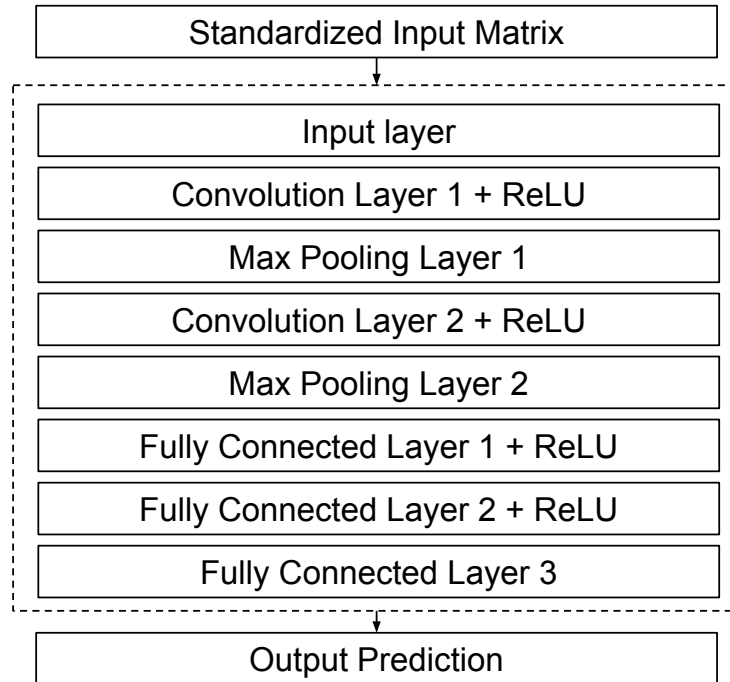 Standardized Input Matrix
Input layer
Convolution Layer 1 + ReLU
Max Pooling Layer 1
Convolution Layer 2 + ReLU
Max Pooling Layer 2
Fully Connected Layer 1 + ReLU
Fully Connected Layer 2 + ReLU
Fully Connected Layer 3
Output Prediction